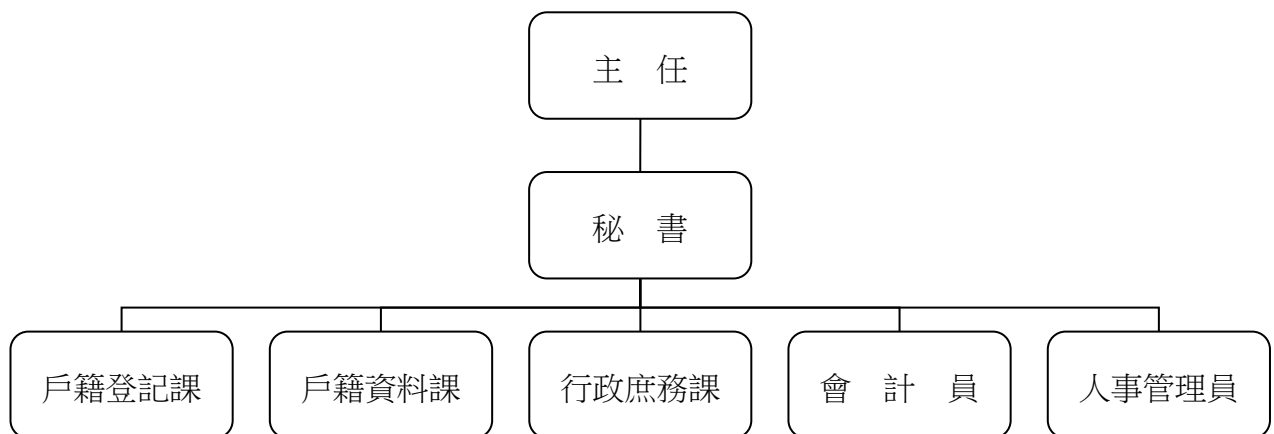 主　任
秘　書
戶籍登記課
戶籍資料課
行政庶務課
會　計　員
人事管理員